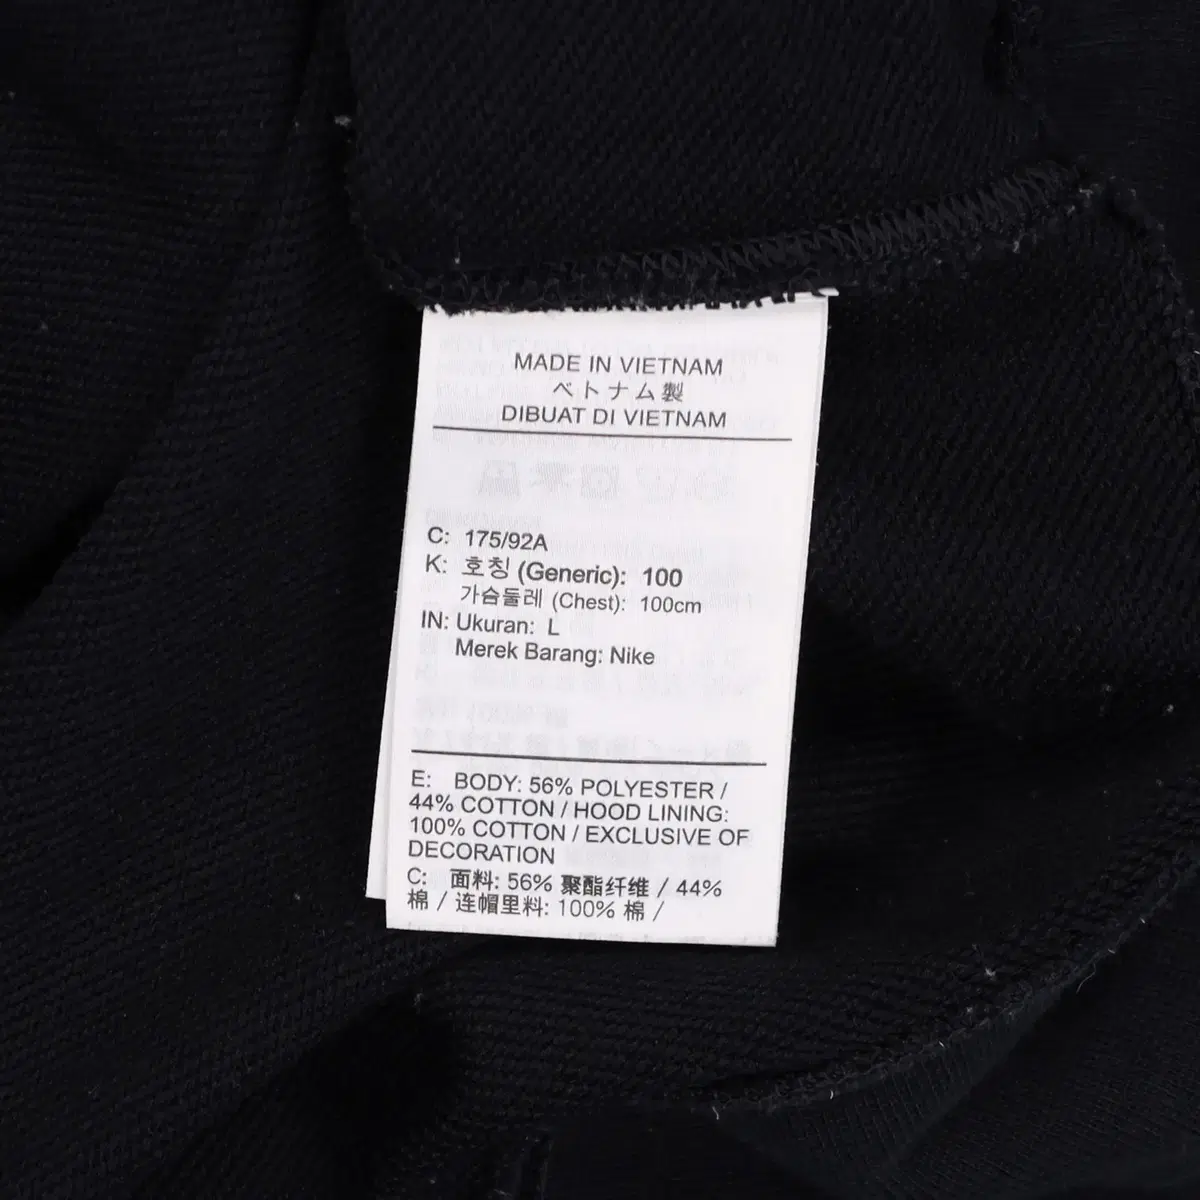 MADE IN VIETNAM
ベトナム製
DIBUAT DI VIETNAM
C: 175/92A
K: 호칭 (Generic): 100
가슴둘레 (Chest): 100cm
IN: Ukuran: L
Merek Barang: Nike
E: BODY: 56% POLYESTER /
44% COTTON / HOOD LINING:
100% COTTON / EXCLUSIVE OF
DECORATION
C: 面料: 56% 聚酯纤维 / 44%
棉 / 连帽里料: 100% 棉 /